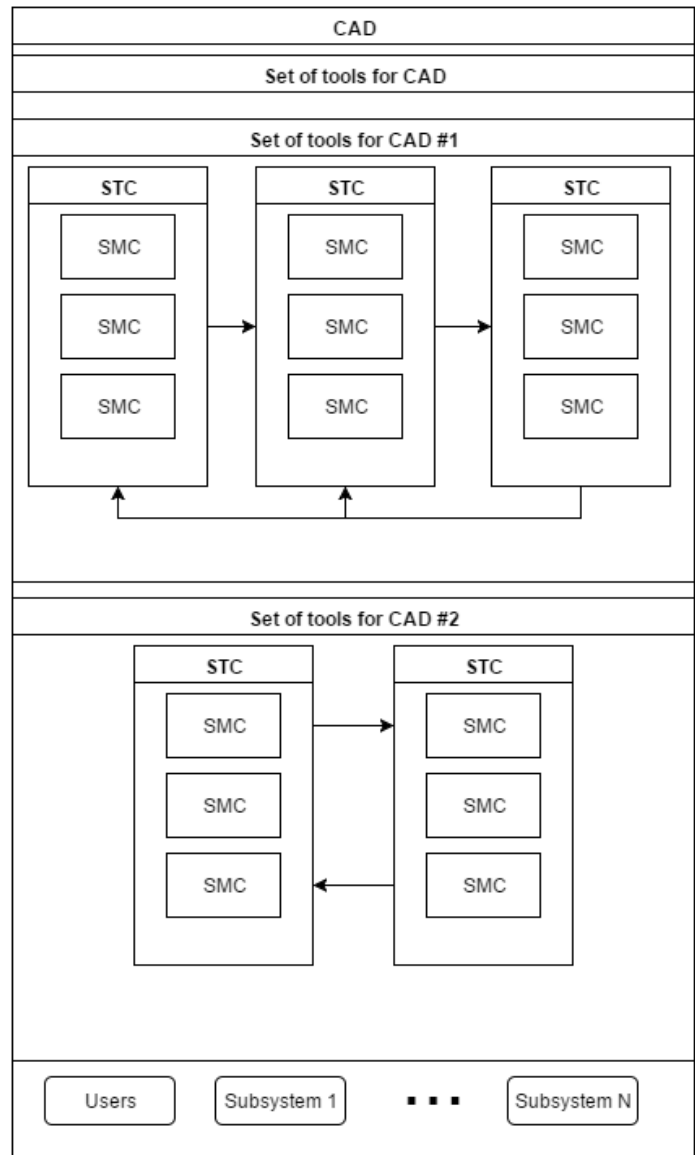 CAD
Set of tools for CAD
Set of tools for CAD #1
STC STC STC
SMC SMC SMC
SMC SMC SMC
SMC SMC SMC
Set of tools for CAD #2
STC STC
SMC SMC
SMC SMC
SMC SMC
Users Subsystem 1 ... Subsystem N